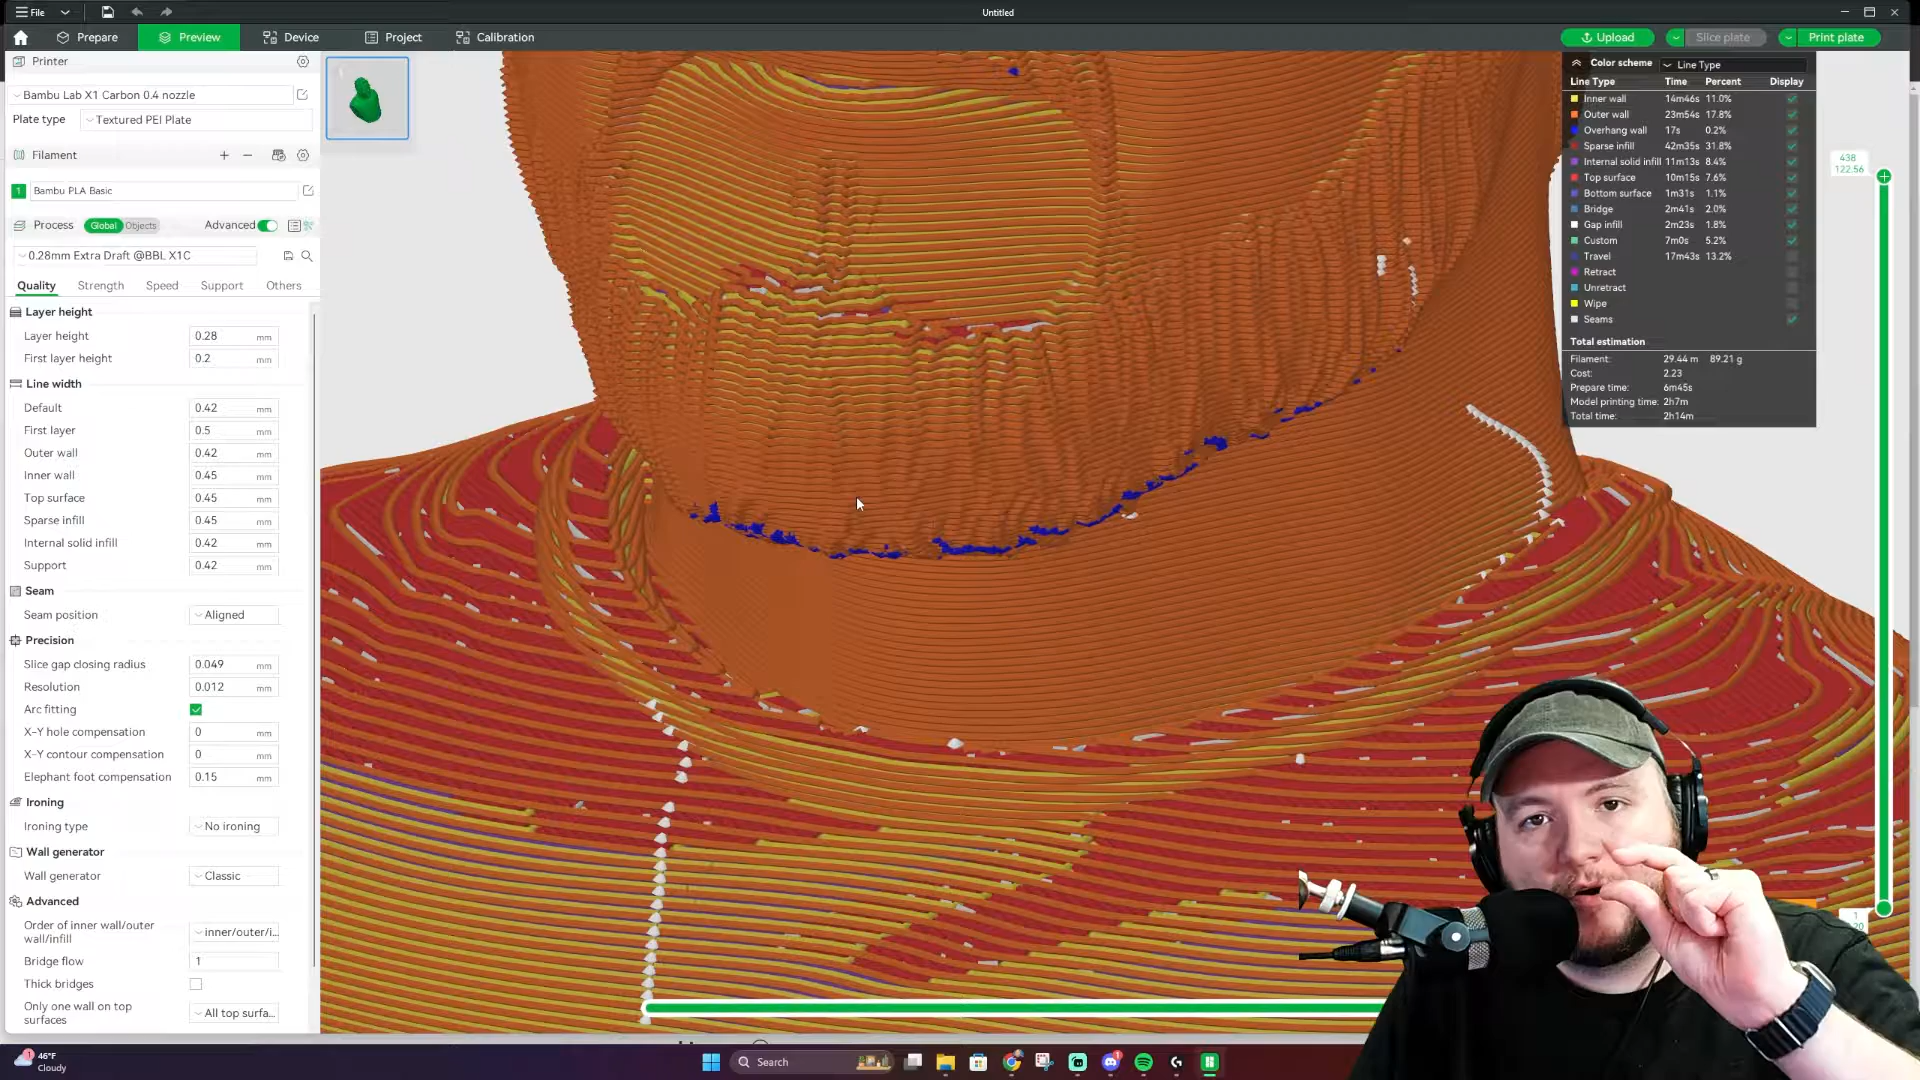 File
Untitled
Prepare
Preview
Device
Project
Calibration
Upload
Slice plate
Print plate
Printer
Bambu Lab X1 Carbon 0.4 nozzle
Plate type
Textured PEI Plate
Filament
1
Bambu PLA Basic
Process
Global
Objects
Advanced
0.28mm Extra Draft @BBL X1C
Quality
Strength
Speed
Support
Others
Layer height
Layer height 0.28 mm
First layer height 0.2 mm
Line width
Default 0.42 mm
First layer 0.5 mm
Outer wall 0.42 mm
Inner wall 0.45 mm
Top surface 0.45 mm
Sparse infill 0.45 mm
Internal solid infill 0.42 mm
Support 0.42 mm
Seam
Seam position Aligned
Precision
Slice gap closing radius 0.049 mm
Resolution 0.012 mm
Arc fitting
X-Y hole compensation 0 mm
X-Y contour compensation 0 mm
Elephant foot compensation 0.15 mm
Ironing
Ironing type No ironing
Wall generator
Wall generator Classic
Advanced
Order of inner wall/outer
wall/infill
inner/outer/i...
Bridge flow 1
Thick bridges
Only one wall on top
surfaces
All top surfa...
Color scheme Line Type
Line Type Time Percent Display
Inner wall 14m46s 11.0%
Outer wall 23m54s 17.8%
Overhang wall 17s 0.2%
Sparse infill 42m35s 31.8%
Internal solid infill 11m13s 8.4%
Top surface 10m15s 7.6%
Bottom surface 1m31s 1.1%
Bridge 2m41s 2.0%
Gap infill 2m23s 1.8%
Custom 7m0s 5.2%
Travel 17m43s 13.2%
Retract
Unretract
Wipe
Seams
Total estimation
Filament: 29.44 m 89.21 g
Cost: 2.23
Prepare time: 6m45s
Model printing time: 2h7m
Total time: 2h14m
438
122.56
1
46°F
Cloudy
1
Search